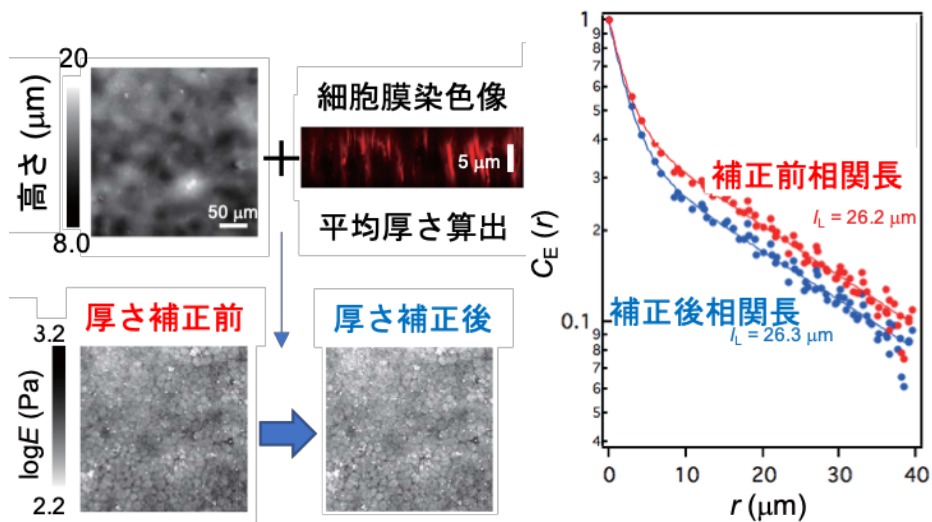 20
高さ (μm)
8.0
50 μm
+
細胞膜染色像
5 μm
平均厚さ算出
厚さ補正前
厚さ補正後
3.2
logE (Pa)
2.2
1
9
8
7
6
5
4
3
2
0.1
9
8
7
6
5
4
C_E (r)
補正前相関長
l_L = 26.2 μm
補正後相関長
l_L = 26.3 μm
0
10
20
30
40
r (μm)